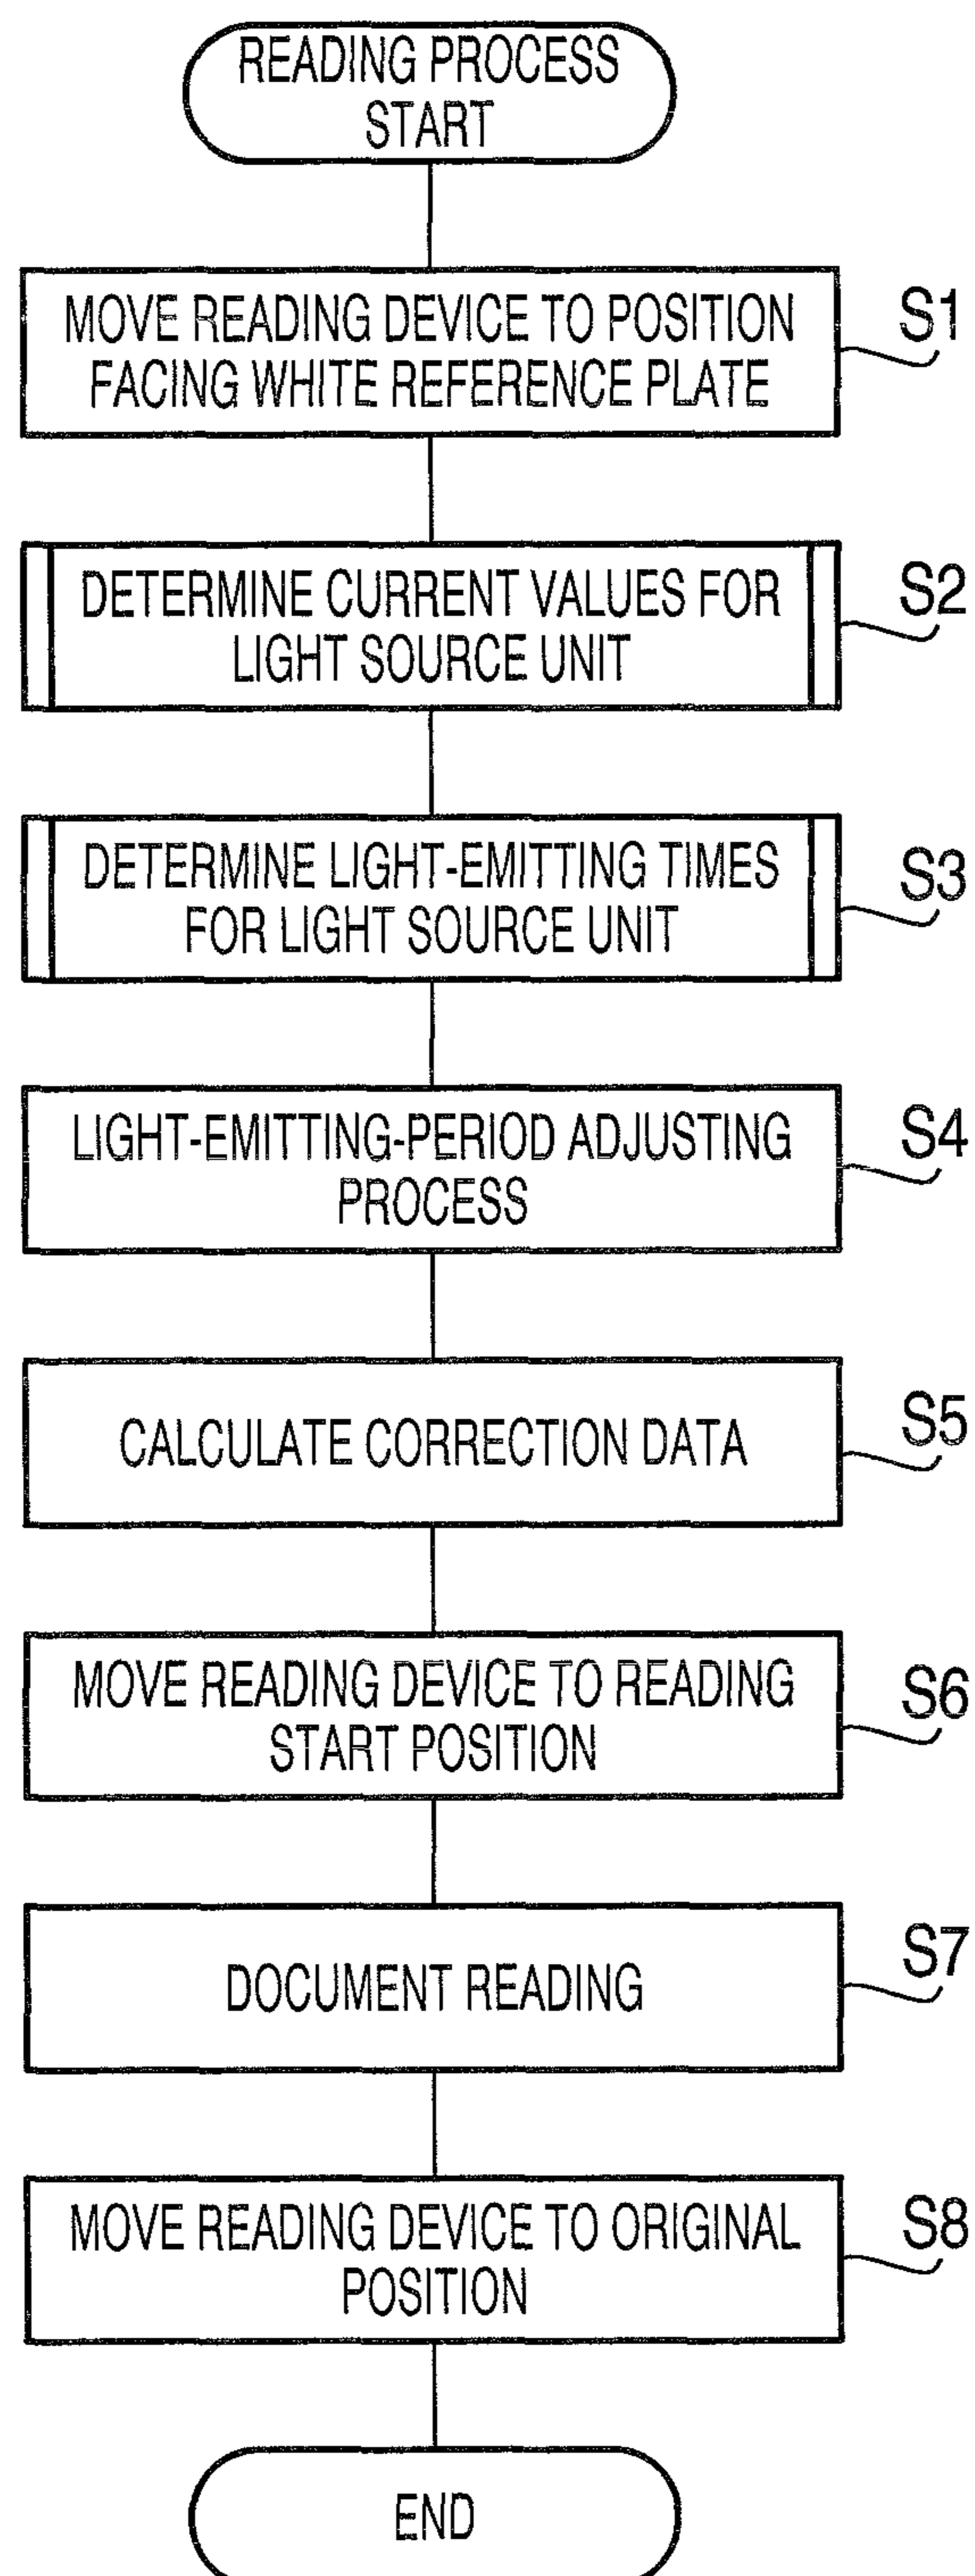 READING PROCESS
START
MOVE READING DEVICE TO POSITION
FACING WHITE REFERENCE PLATE
S1
DETERMINE CURRENT VALUES FOR
LIGHT SOURCE UNIT
S2
DETERMINE LIGHT-EMITTING TIMES
FOR LIGHT SOURCE UNIT
S3
LIGHT-EMITTING-PERIOD ADJUSTING
PROCESS
S4
CALCULATE CORRECTION DATA
S5
MOVE READING DEVICE TO READING
START POSITION
S6
DOCUMENT READING
S7
MOVE READING DEVICE TO ORIGINAL
POSITION
S8
END